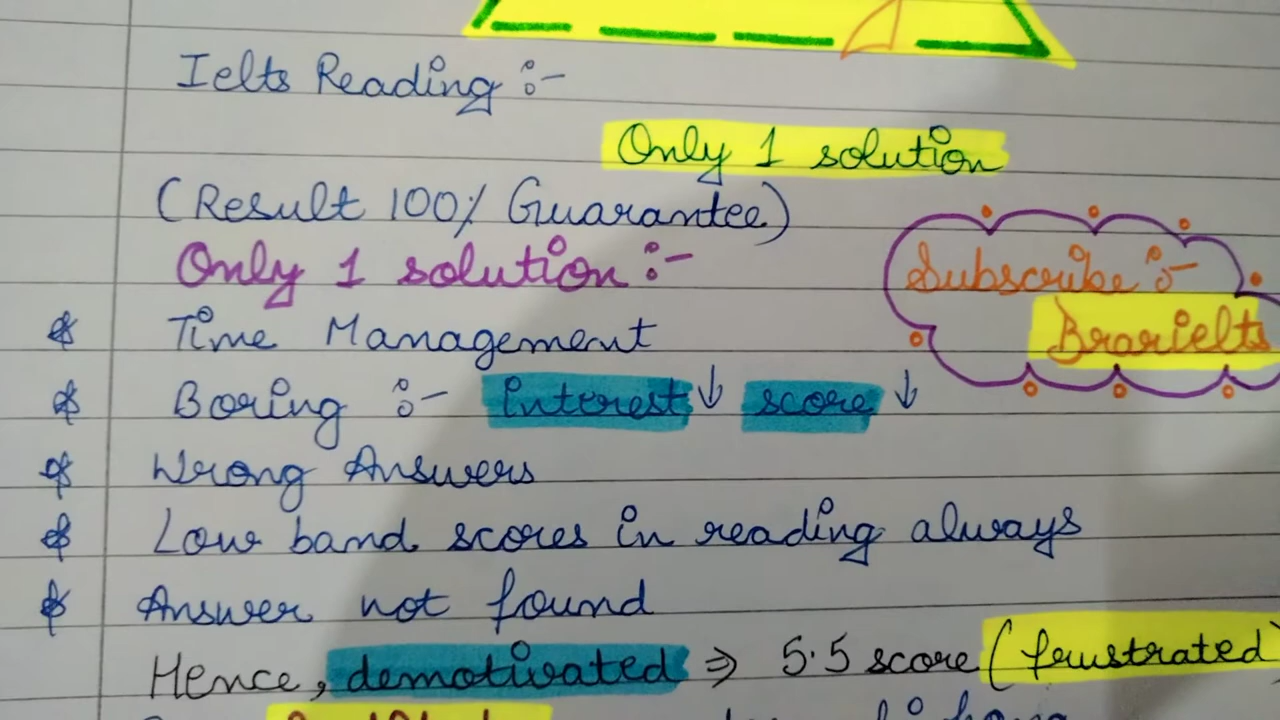 Ielts Reading :-
Only 1 solution
(Result 100% Guarantee)
Only 1 solution :-
Subscribe :-
Brarielts
* Time Management
* Boring :- interest ↓ score ↓
* Wrong Answers
* Low band scores in reading always
* Answer not found
Hence, demotivated ⇒ 5.5 score (frustrated)